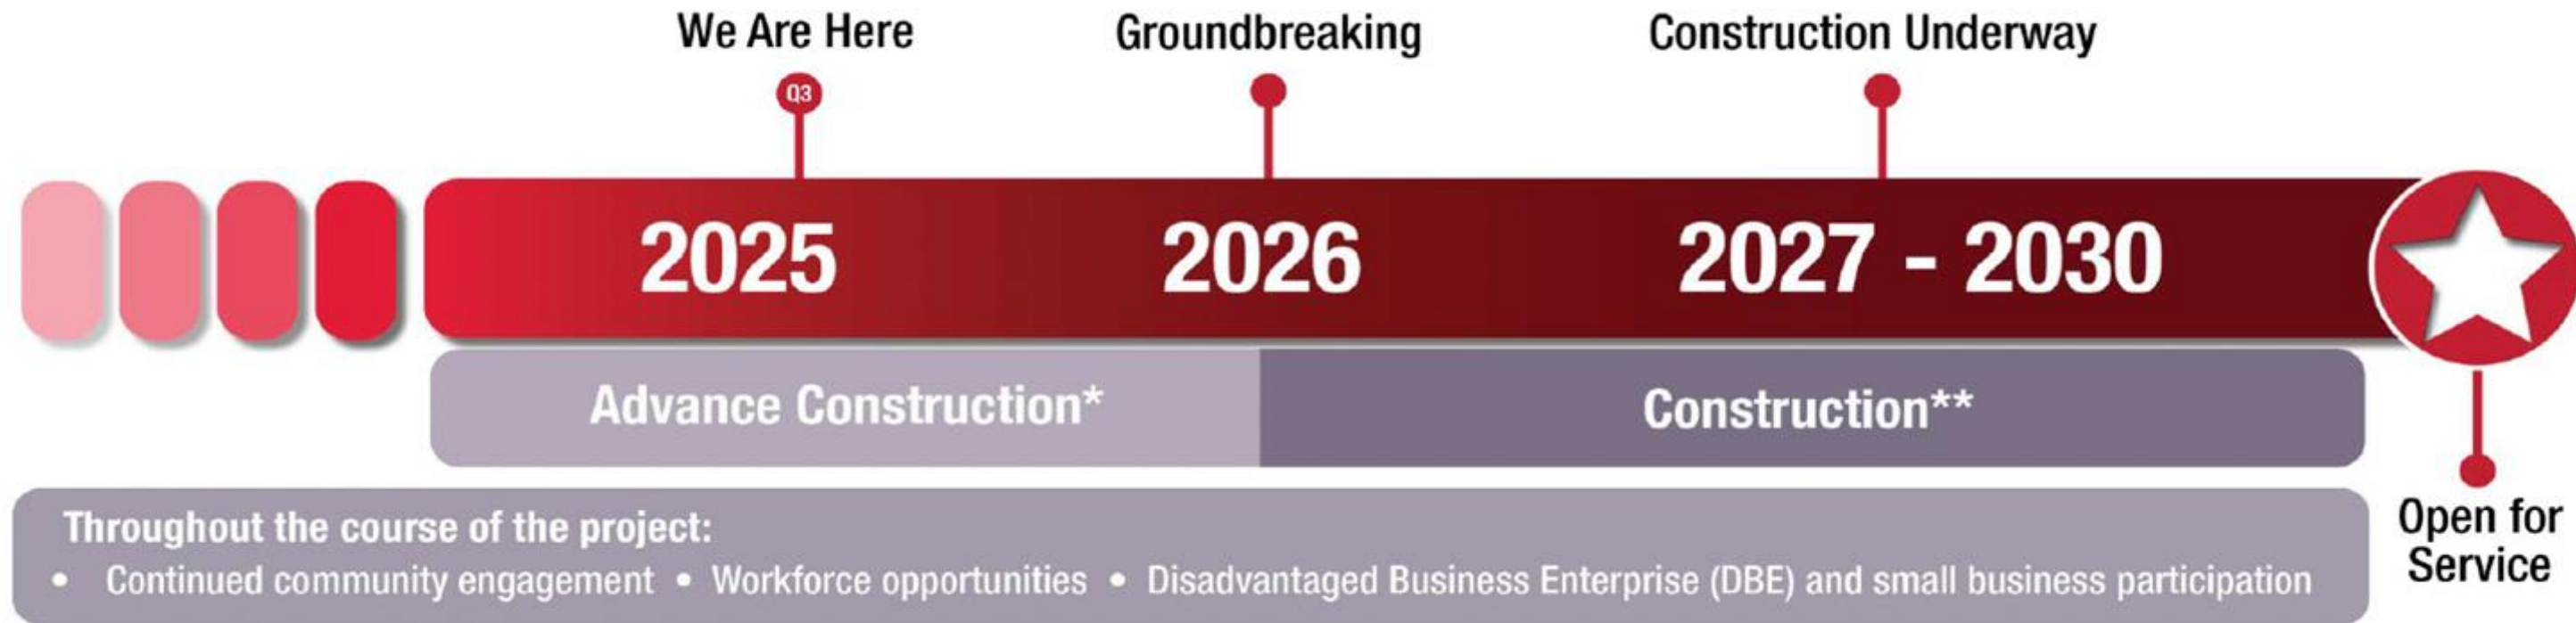 We Are Here
Groundbreaking
Construction Underway
Q3
2025
2026
2027 - 2030
Advance Construction*
Construction**
Throughout the course of the project:
• Continued community engagement • Workforce opportunities • Disadvantaged Business Enterprise (DBE) and small business participation
Open for
Service